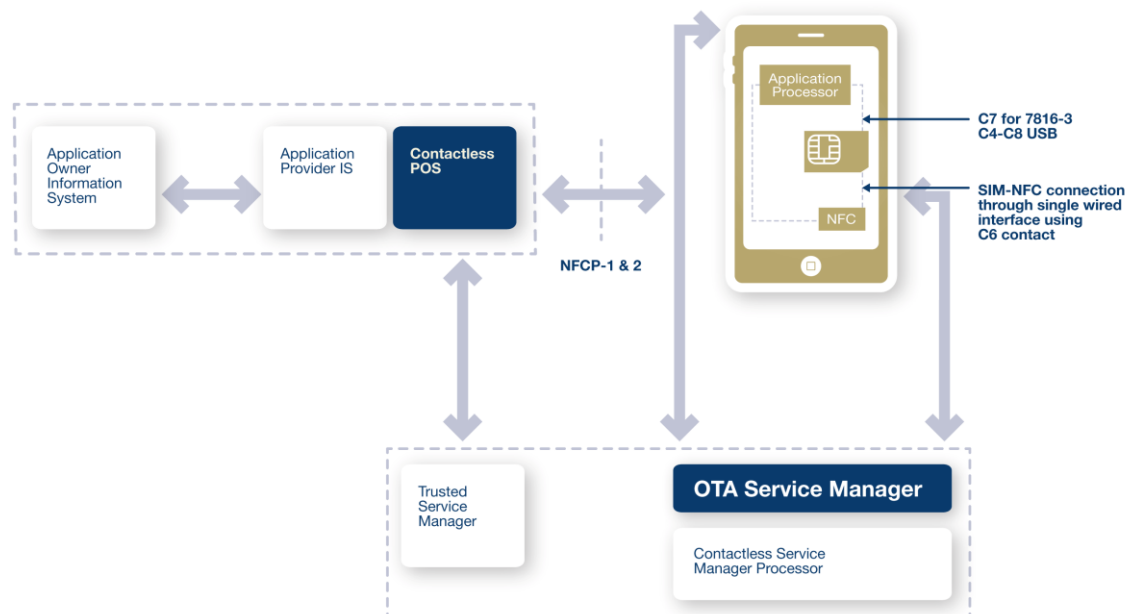 Application
Owner
Information
System
Application
Provider IS
Contactless
POS
NFCP-1 & 2
Application
Processor
NFC
C7 for 7816-3
C4-C8 USB
SIM-NFC connection
through single wired
interface using
C6 contact
Trusted
Service
Manager
OTA Service Manager
Contactless Service
Manager Processor